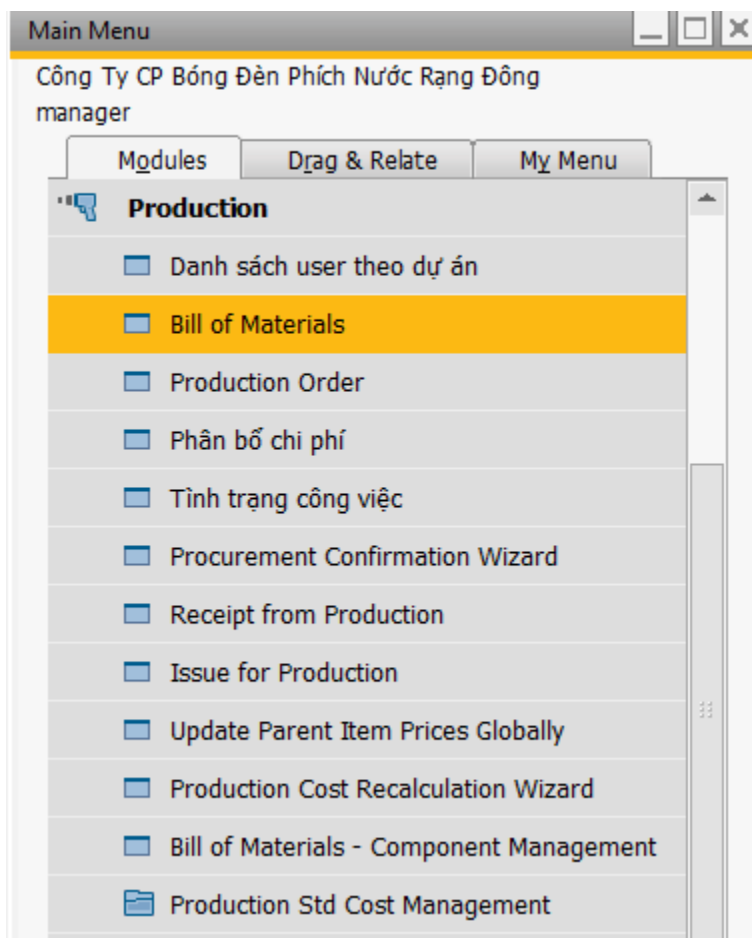 Main Menu
Công Ty CP Bóng Đèn Phích Nước Rạng Đông
manager
Modules Drag & Relate My Menu
Production
Danh sách user theo dự án
Bill of Materials
Production Order
Phân bổ chi phí
Tình trạng công việc
Procurement Confirmation Wizard
Receipt from Production
Issue for Production
Update Parent Item Prices Globally
Production Cost Recalculation Wizard
Bill of Materials - Component Management
Production Std Cost Management